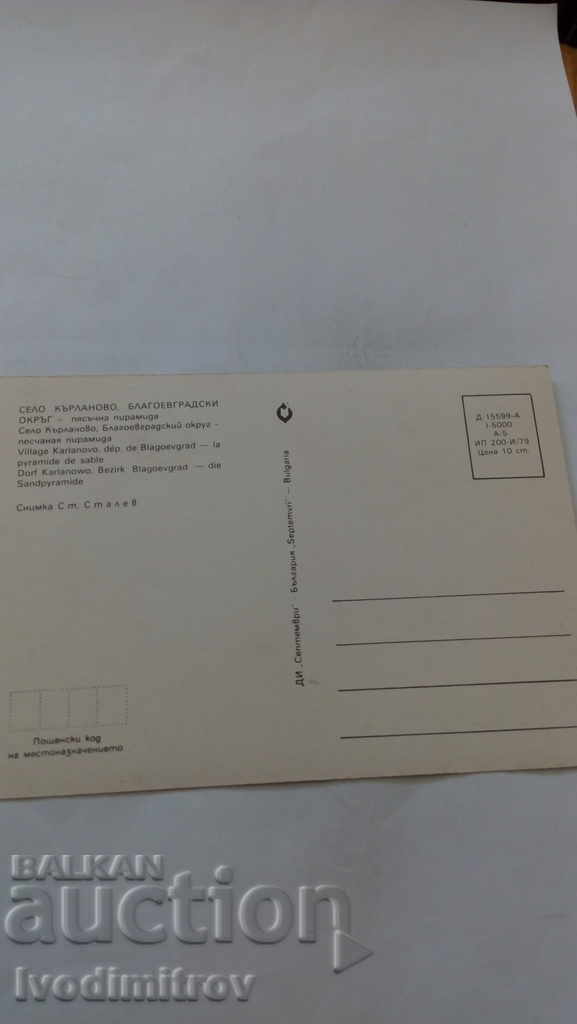 СЕЛО КЪРЛАНОВО, БЛАГОЕВГРАДСКИ
ОКРЪГ – пясъчна пирамида
Село Кърланово, Благоевградский округ –
песчаная пирамида
Village Karlanovo, dép. de Blagoevgrad — la
pyramide de sable
Dorf Karlanowo, Bezirk Blagoevgrad — die
Sandpyramide
Снимка Ст. Сталев
ДИ „Септември" · България „Septemvri" — Bulgaria
Д 15599-А
I-5000
А-5
ИП 200-И/79
Цена 10 ст.
Пощенски код
на местоназначението
BALKAN
auction
Ivodimitrov